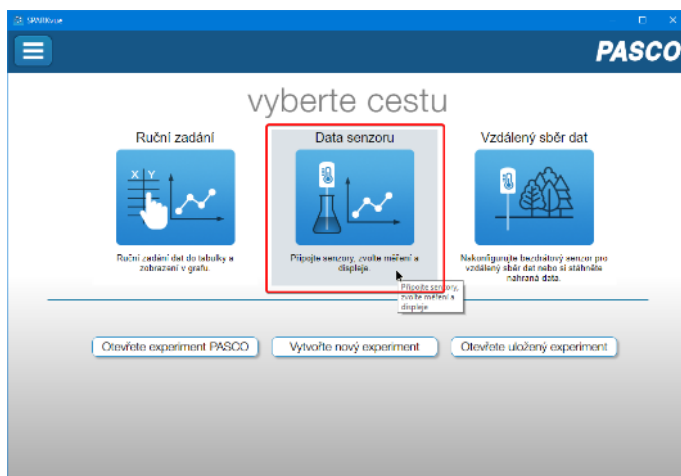 SPARKvue
PASCO
vyberte cestu
Ruční zadání
Data senzoru
Vzdálený sběr dat
X Y
Ruční zadání dat do tabulky a
zobrazení v grafu.
Připojte senzory, zvolte měření a
displeje.
Nakonfigurujte bezdrátový senzor pro
vzdálený sběr dat nebo si stáhněte
nahraná data.
Připojte senzory,
zvolte měření a
displeje
Otevřete experiment PASCO
Vytvořte nový experiment
Otevřete uložený experiment